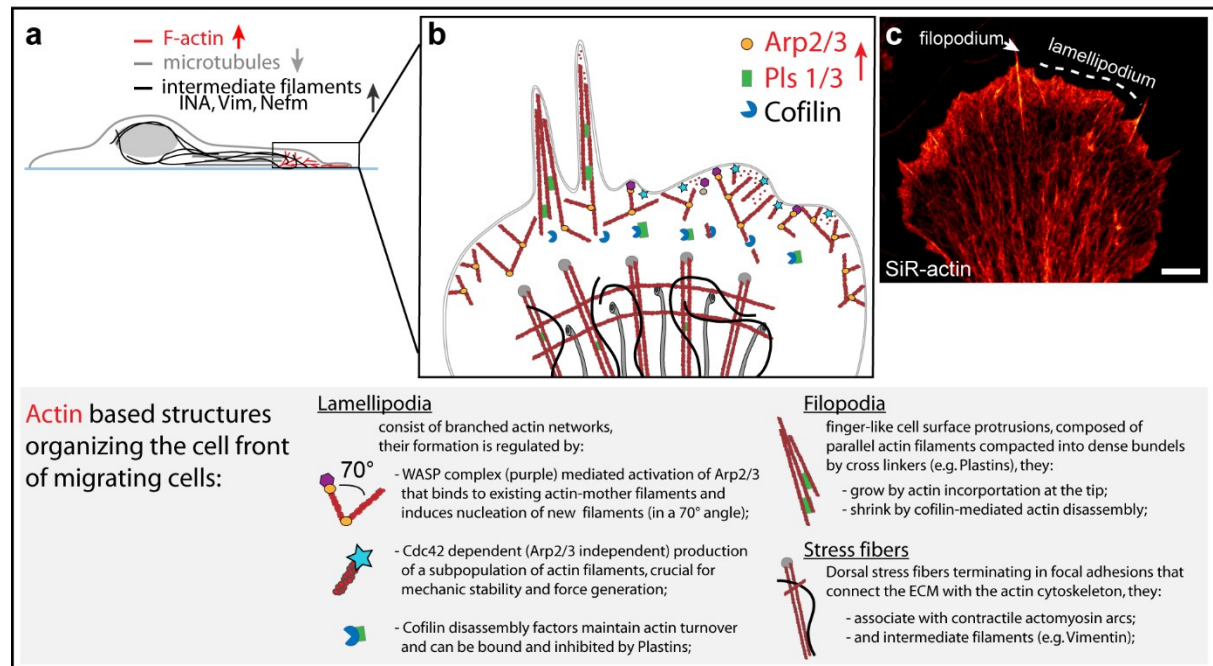 a
F-actin
microtubules
intermediate filaments
INA, Vim, Nefm
b
Arp2/3
Pls 1/3
Cofilin
c
filopodium
lamellipodium
SiR-actin
Actin based structures
organizing the cell front
of migrating cells:
Lamellipodia
consist of branched actin networks,
their formation is regulated by:
70°
- WASP complex (purple) mediated activation of Arp2/3
that binds to existing actin-mother filaments and
induces nucleation of new filaments (in a 70° angle);
- Cdc42 dependent (Arp2/3 independent) production
of a subpopulation of actin filaments, crucial for
mechanic stability and force generation;
- Cofilin disassembly factors maintain actin turnover
and can be bound and inhibited by Plastins;
Filopodia
finger-like cell surface protrusions, composed of
parallel actin filaments compacted into dense bundels
by cross linkers (e.g. Plastins), they:
- grow by actin incorportation at the tip;
- shrink by cofilin-mediated actin disassembly;
Stress fibers
Dorsal stress fibers terminating in focal adhesions that
connect the ECM with the actin cytoskeleton, they:
- associate with contractile actomyosin arcs;
- and intermediate filaments (e.g. Vimentin);